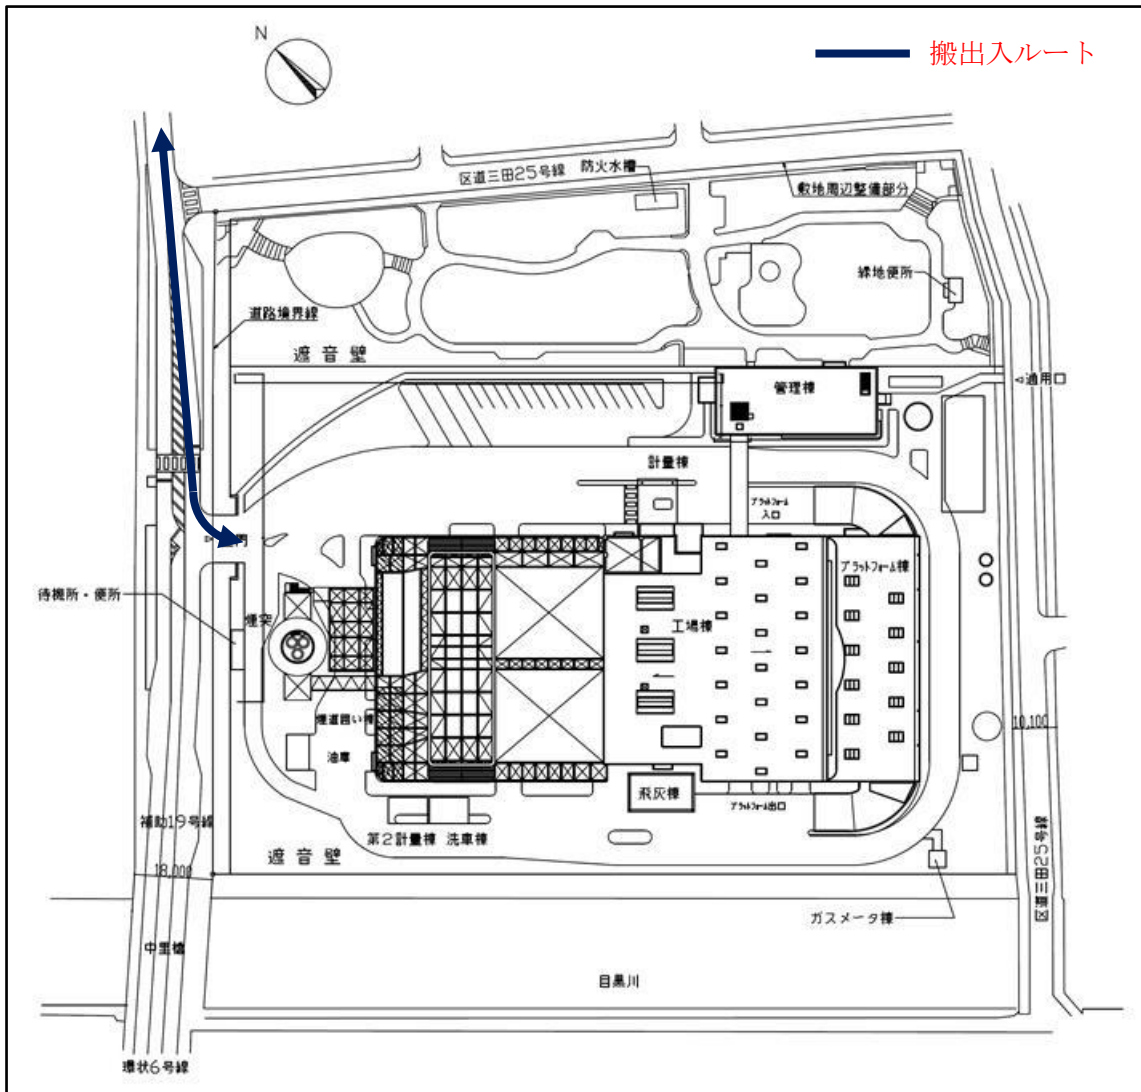 N
搬出入ルート
区道三田25号線
防火水槽
敷地周辺整備部分
緑地便所
道路境界線
遮音壁
管理棟
通用
計量棟
プラットフォーム
入口
プラットフォーム棟
待機所・便所
煙突
工場棟
煙道囲い棟
油庫
飛灰棟
プラットフォーム出口
10,100
補助19号線
第2計量棟
洗車棟
遮音壁
18,000
区道三田25号線
ガスメータ棟
中里橋
目黒川
環状6号線